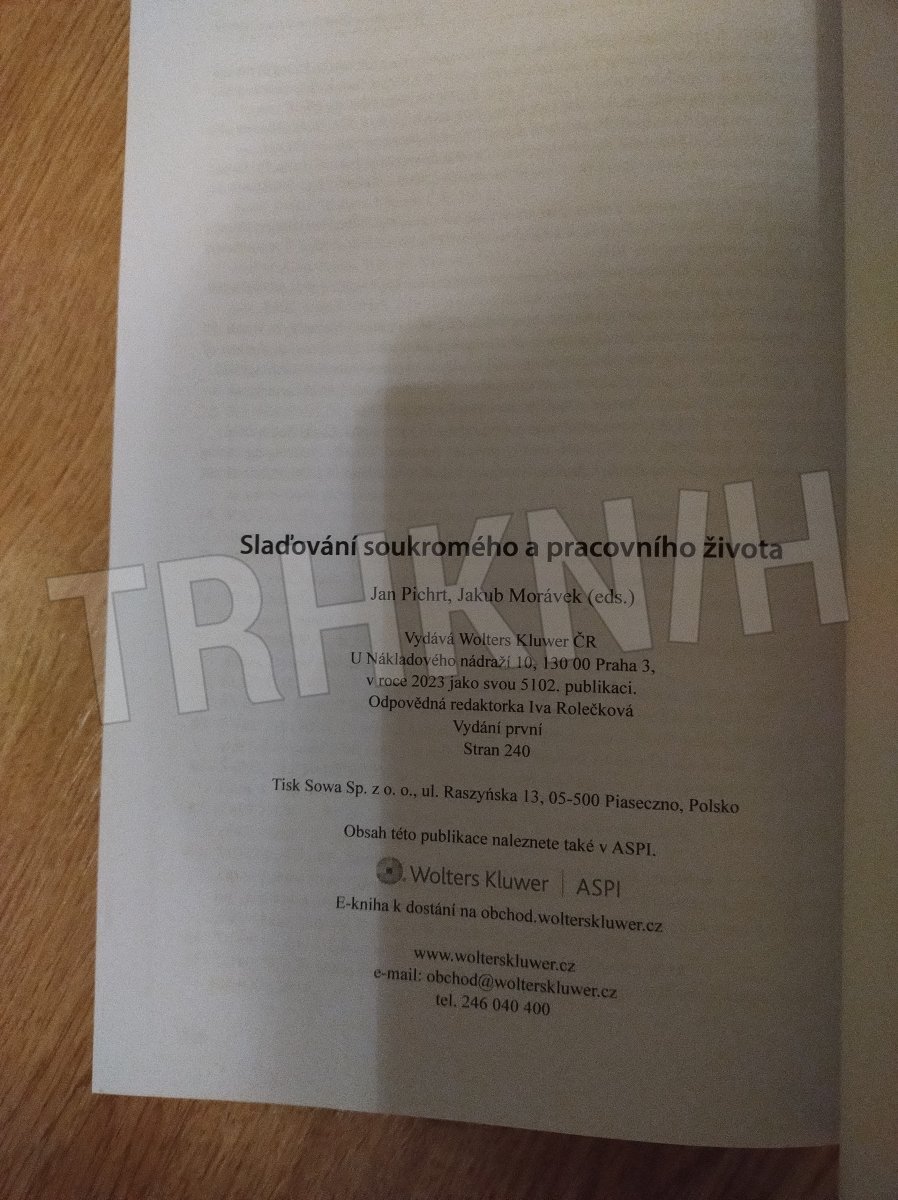 Slaďování soukromého a pracovního života
Jan Pichrt, Jakub Morávek (eds.)
Vydává Wolters Kluwer ČR
U Nákladového nádraží 10, 130 00 Praha 3,
v roce 2023 jako svou 5102. publikaci.
Odpovědná redaktorka Iva Rolečková
Vydání první
Stran 240
Tisk Sowa Sp. z o. o., ul. Raszyńska 13, 05-500 Piaseczno, Polsko
Obsah této publikace naleznete také v ASPI.
Wolters Kluwer | ASPI
E-kniha k dostání na obchod.wolterskluwer.cz
www.wolterskluwer.cz
e-mail: obchod@wolterskluwer.cz
tel. 246 040 400
TRHKNIH